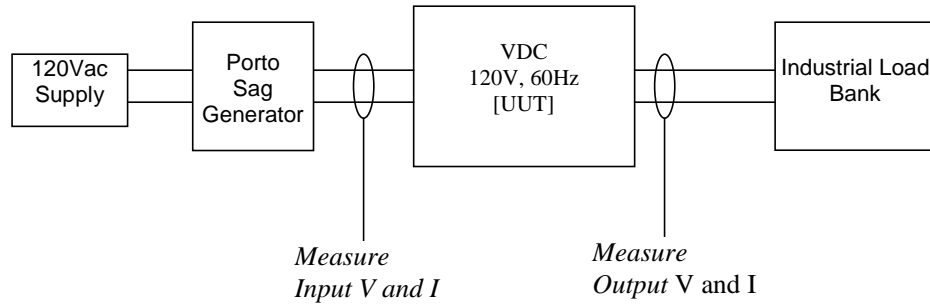 120Vac
Supply
Porto
Sag
Generator
VDC
120V, 60Hz
[UUT]
Industrial Load
Bank
Measure
Input V and I
Measure
Output V and I